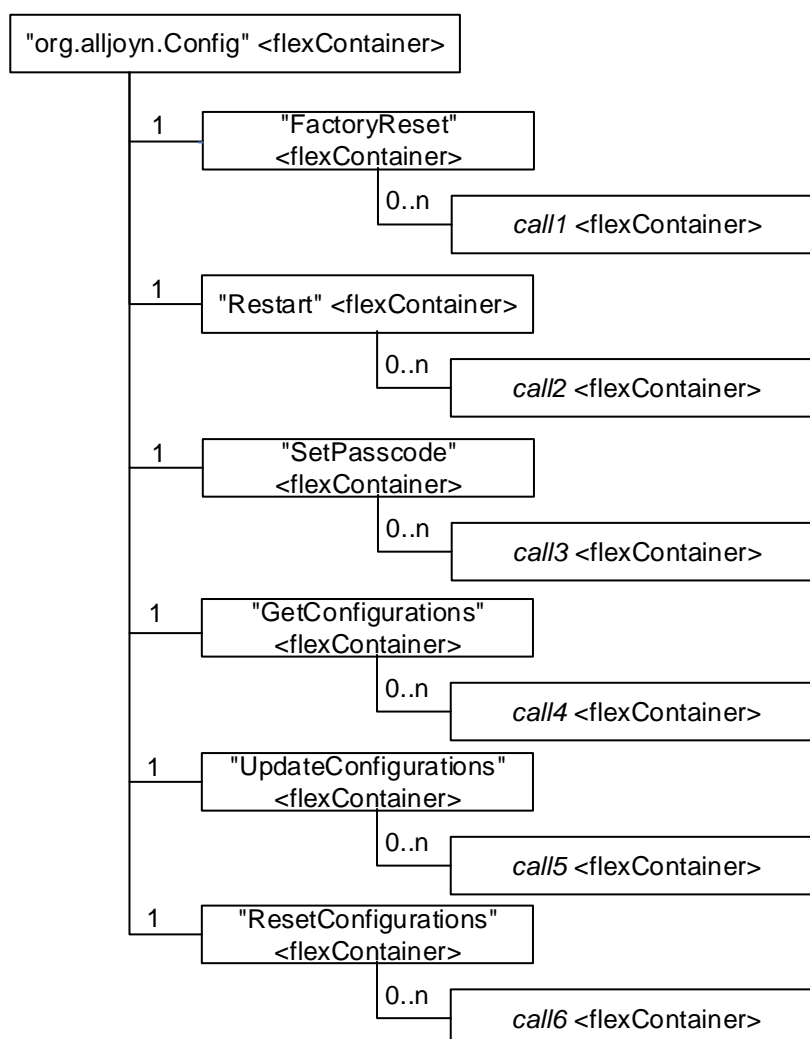 "org.alljoyn.Config" <flexContainer>
1
"FactoryReset"
<flexContainer>
0..n
call1 <flexContainer>
1
"Restart" <flexContainer>
0..n
call2 <flexContainer>
1
"SetPasscode"
<flexContainer>
0..n
call3 <flexContainer>
1
"GetConfigurations"
<flexContainer>
0..n
call4 <flexContainer>
1
"UpdateConfigurations"
<flexContainer>
0..n
call5 <flexContainer>
1
"ResetConfigurations"
<flexContainer>
0..n
call6 <flexContainer>